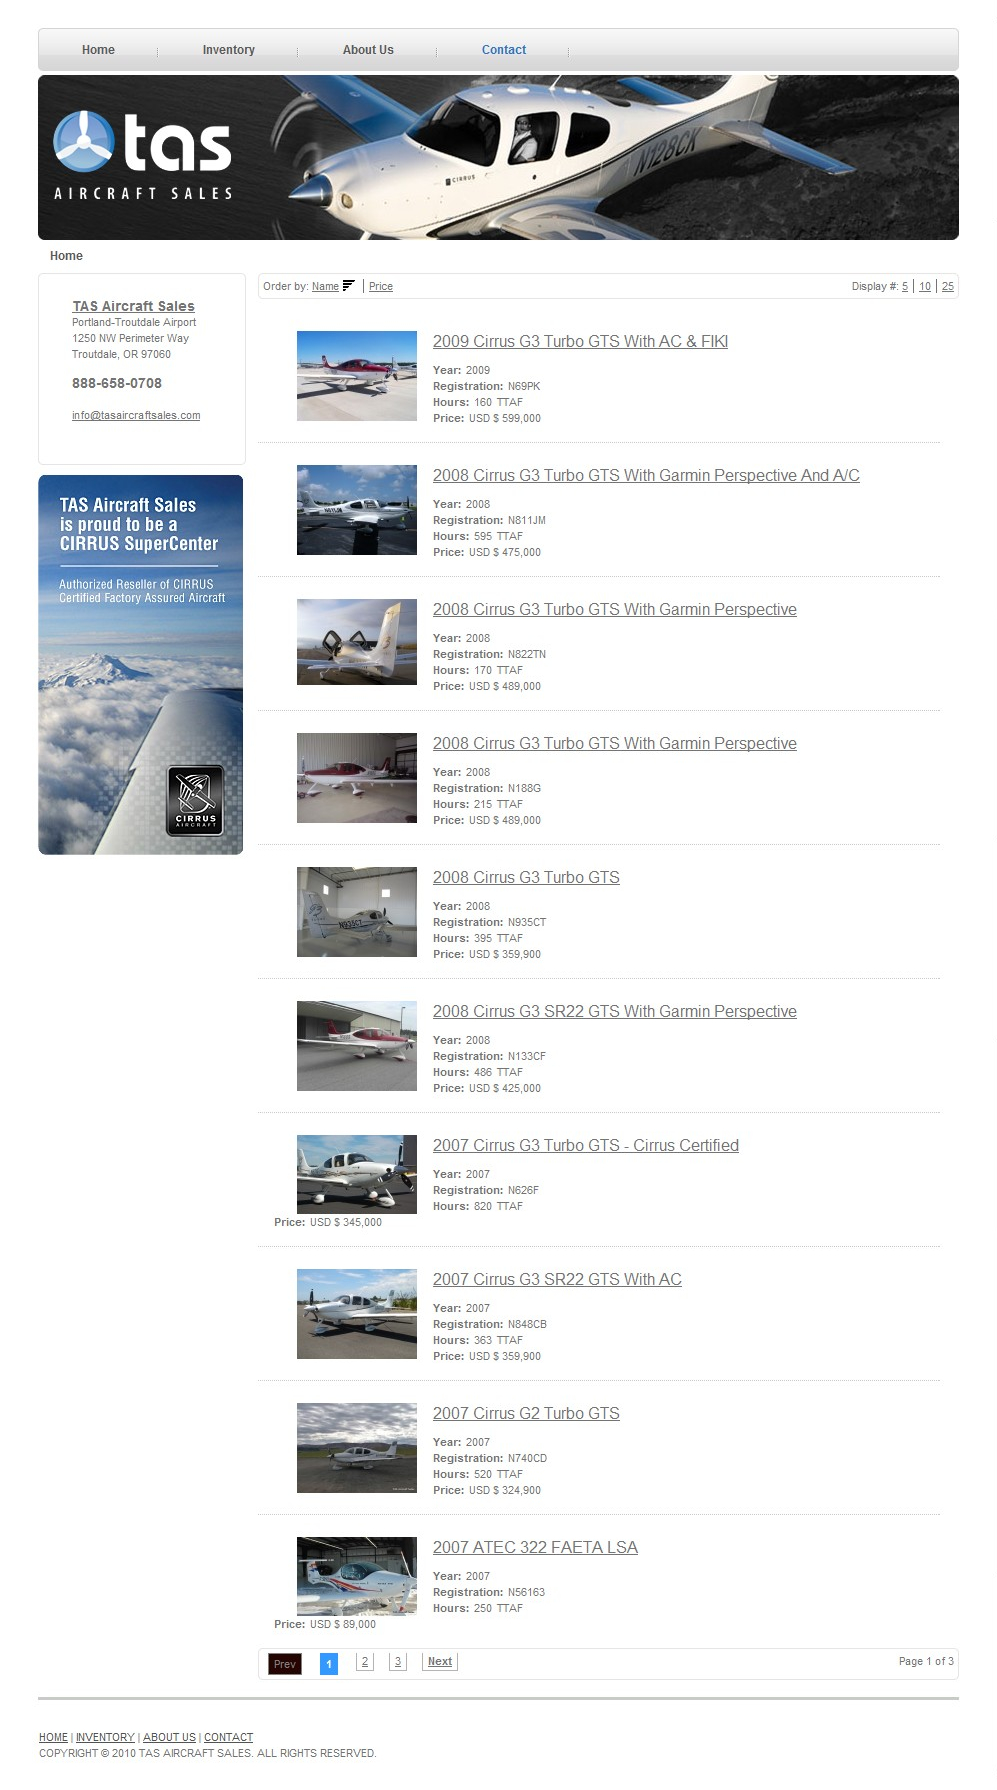 Home
Inventory
About Us
Contact
tas
AIRCRAFT SALES
CIRRUS
N128CK
Home
TAS Aircraft Sales
Portland-Troutdale Airport
1250 NW Perimeter Way
Troutdale, OR 97060
888-658-0708
info@tasaircraftsales.com
TAS Aircraft Sales
is proud to be a
CIRRUS SuperCenter
Authorized Reseller of CIRRUS
Certified Factory Assured Aircraft
CIRRUS
AIRCRAFT
Order by: Name | Price
Display #: 5 | 10 | 25
2009 Cirrus G3 Turbo GTS With AC & FIKI
Year: 2009
Registration: N69PK
Hours: 160 TTAF
Price: USD $ 599,000
2008 Cirrus G3 Turbo GTS With Garmin Perspective And A/C
Year: 2008
Registration: N811JM
Hours: 595 TTAF
Price: USD $ 475,000
2008 Cirrus G3 Turbo GTS With Garmin Perspective
Year: 2008
Registration: N822TN
Hours: 170 TTAF
Price: USD $ 489,000
2008 Cirrus G3 Turbo GTS With Garmin Perspective
Year: 2008
Registration: N188G
Hours: 215 TTAF
Price: USD $ 489,000
2008 Cirrus G3 Turbo GTS
N935CT
Year: 2008
Registration: N935CT
Hours: 395 TTAF
Price: USD $ 359,900
2008 Cirrus G3 SR22 GTS With Garmin Perspective
Year: 2008
Registration: N133CF
Hours: 486 TTAF
Price: USD $ 425,000
2007 Cirrus G3 Turbo GTS - Cirrus Certified
Year: 2007
Registration: N626F
Hours: 820 TTAF
Price: USD $ 345,000
2007 Cirrus G3 SR22 GTS With AC
Year: 2007
Registration: N848CB
Hours: 363 TTAF
Price: USD $ 359,900
2007 Cirrus G2 Turbo GTS
Year: 2007
Registration: N740CD
Hours: 520 TTAF
Price: USD $ 324,900
2007 ATEC 322 FAETA LSA
Year: 2007
Registration: N56163
Hours: 250 TTAF
Price: USD $ 89,000
Prev 1 2 3 Next
Page 1 of 3
HOME | INVENTORY | ABOUT US | CONTACT
COPYRIGHT © 2010 TAS AIRCRAFT SALES. ALL RIGHTS RESERVED.